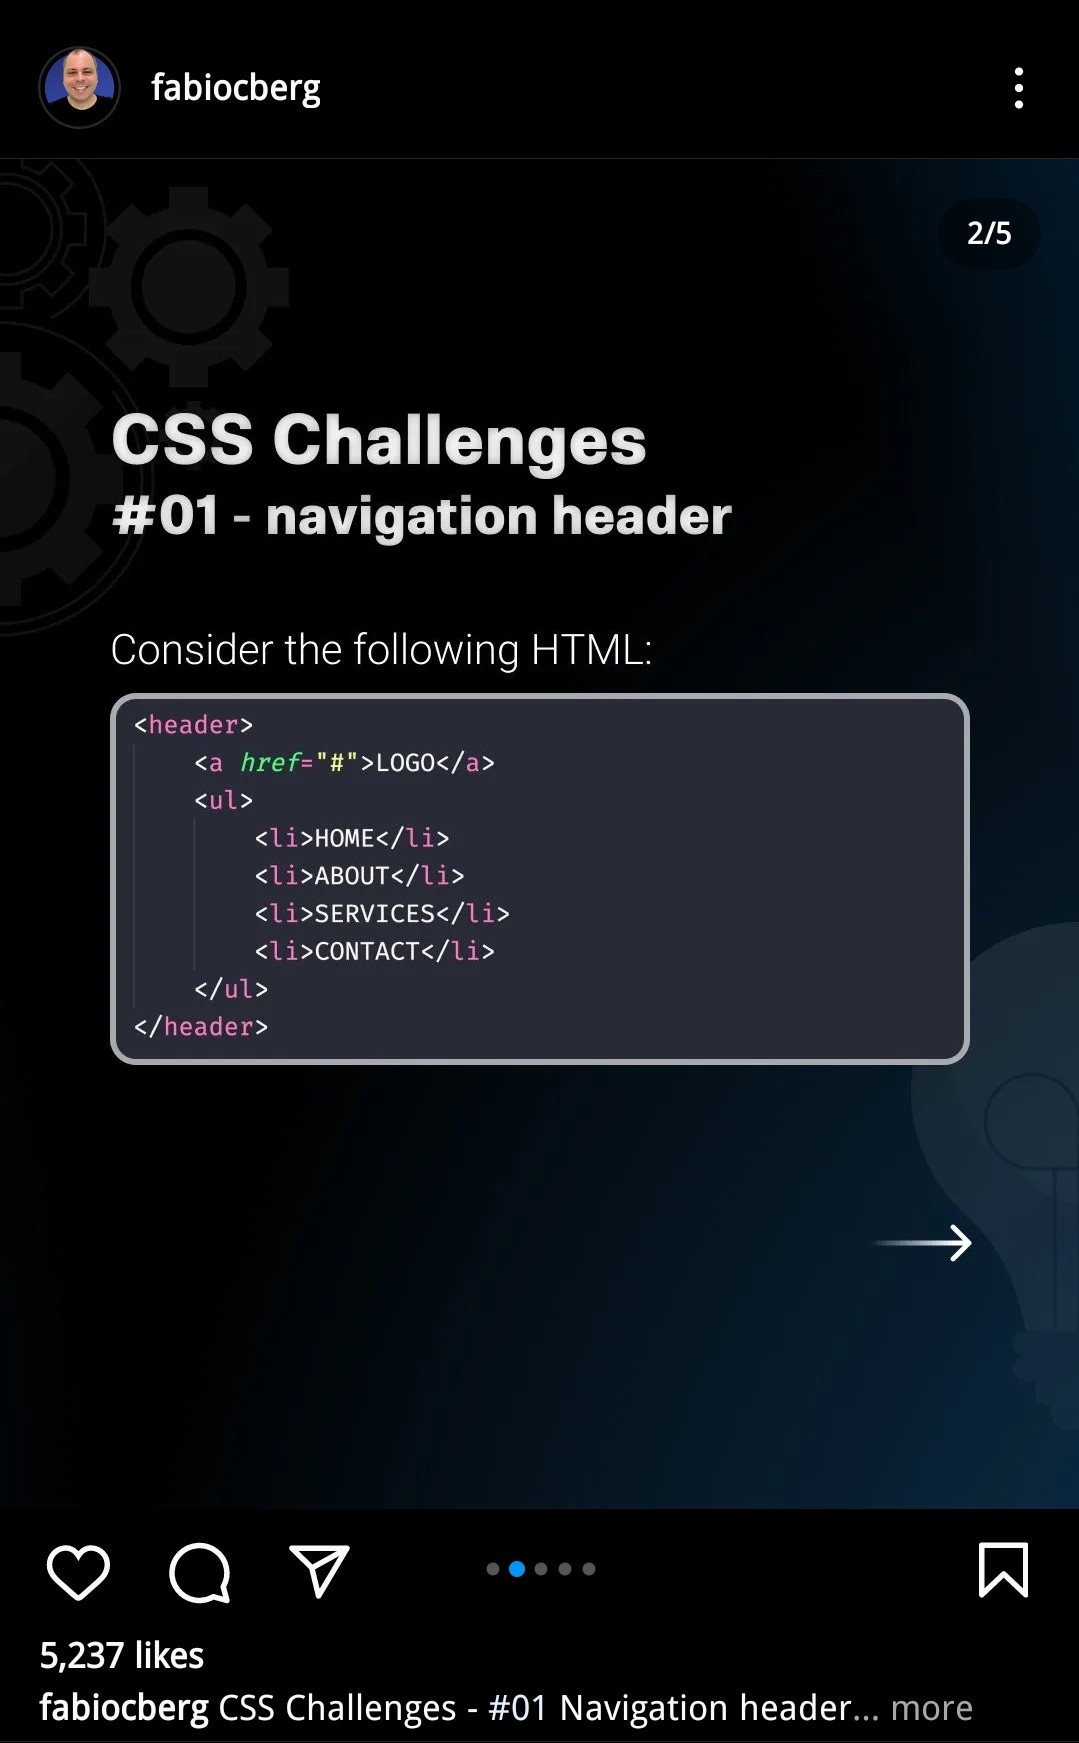 fabiocberg
2/5
CSS Challenges
#01 - navigation header
Consider the following HTML:
<header>
<a href="#">LOGO</a>
<ul>
<li>HOME</li>
<li>ABOUT</li>
<li>SERVICES</li>
<li>CONTACT</li>
</ul>
</header>
5,237 likes
fabiocberg CSS Challenges - #01 Navigation header... more